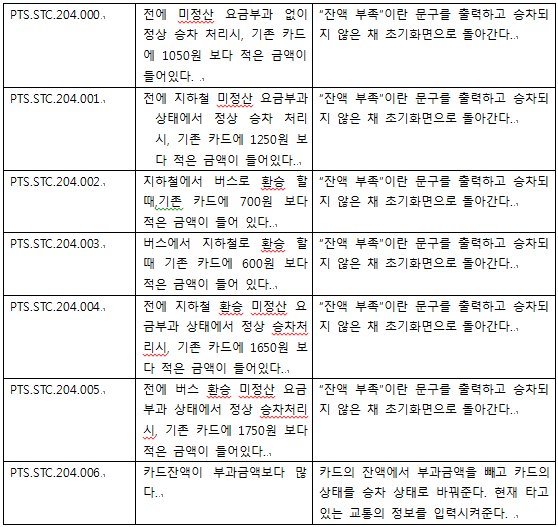 PTS.STC.204.000
전에 미정산 요금부과 없이
정상 승차 처리시, 기존 카드
에 1050원 보다 적은 금액이
들어있다.
"잔액 부족"이란 문구를 출력하고 승차되
지 않은 채 초기화면으로 돌아간다..
PTS.STC.204.001
전에 지하철 미정산 요금부과
상태에서 정상 승차 처리
시, 기존 카드에 1250원 보
다 적은 금액이 들어있다..
"잔액 부족"이란 문구를 출력하고 승차되
지 않은 채 초기화면으로 돌아간다..
PTS.STC.204.002
지하철에서 버스로 황승 할
때,기존 카드에 700원 보다
적은 금액이 들어 있다..
"잔액 부족"이란 문구를 출력하고 승차되
지 않은 채 초기화면으로 돌아간다..
PTS.STC.204.003
버스에서 지하철로 황승 할
때 기존 카드에 600원 보다
적은 금액이 들어 있다..
"잔액 부족"이란 문구를 출력하고 승차되
지 않은 채 초기화면으로 돌아간다..
PTS.STC.204.004
전에 지하철 황승 미정산 요
금부과 상태에서 정상 승차처
리시, 기존 카드에 1650원 보
다 적은 금액이 들어있다..
"잔액 부족"이란 문구를 출력하고 승차되
지 않은 채 초기화면으로 돌아간다..
PTS.STC.204.005
전에 버스 황승 미정산 요금
부과 상태에서 정상 승차처리
시, 기존 카드에 1750원 보다
적은 금액이 들어있다..
"잔액 부족"이란 문구를 출력하고 승차되
지 않은 채 초기화면으로 돌아간다..
PTS.STC.204.006
카드잔액이 부과금액보다 많
다..
카드의 잔액에서 부과금액을 빼고 카드의
상태를 승차 상태로 바꿔준다. 현재 타고
있는 교통의 정보를 입력시켜준다.